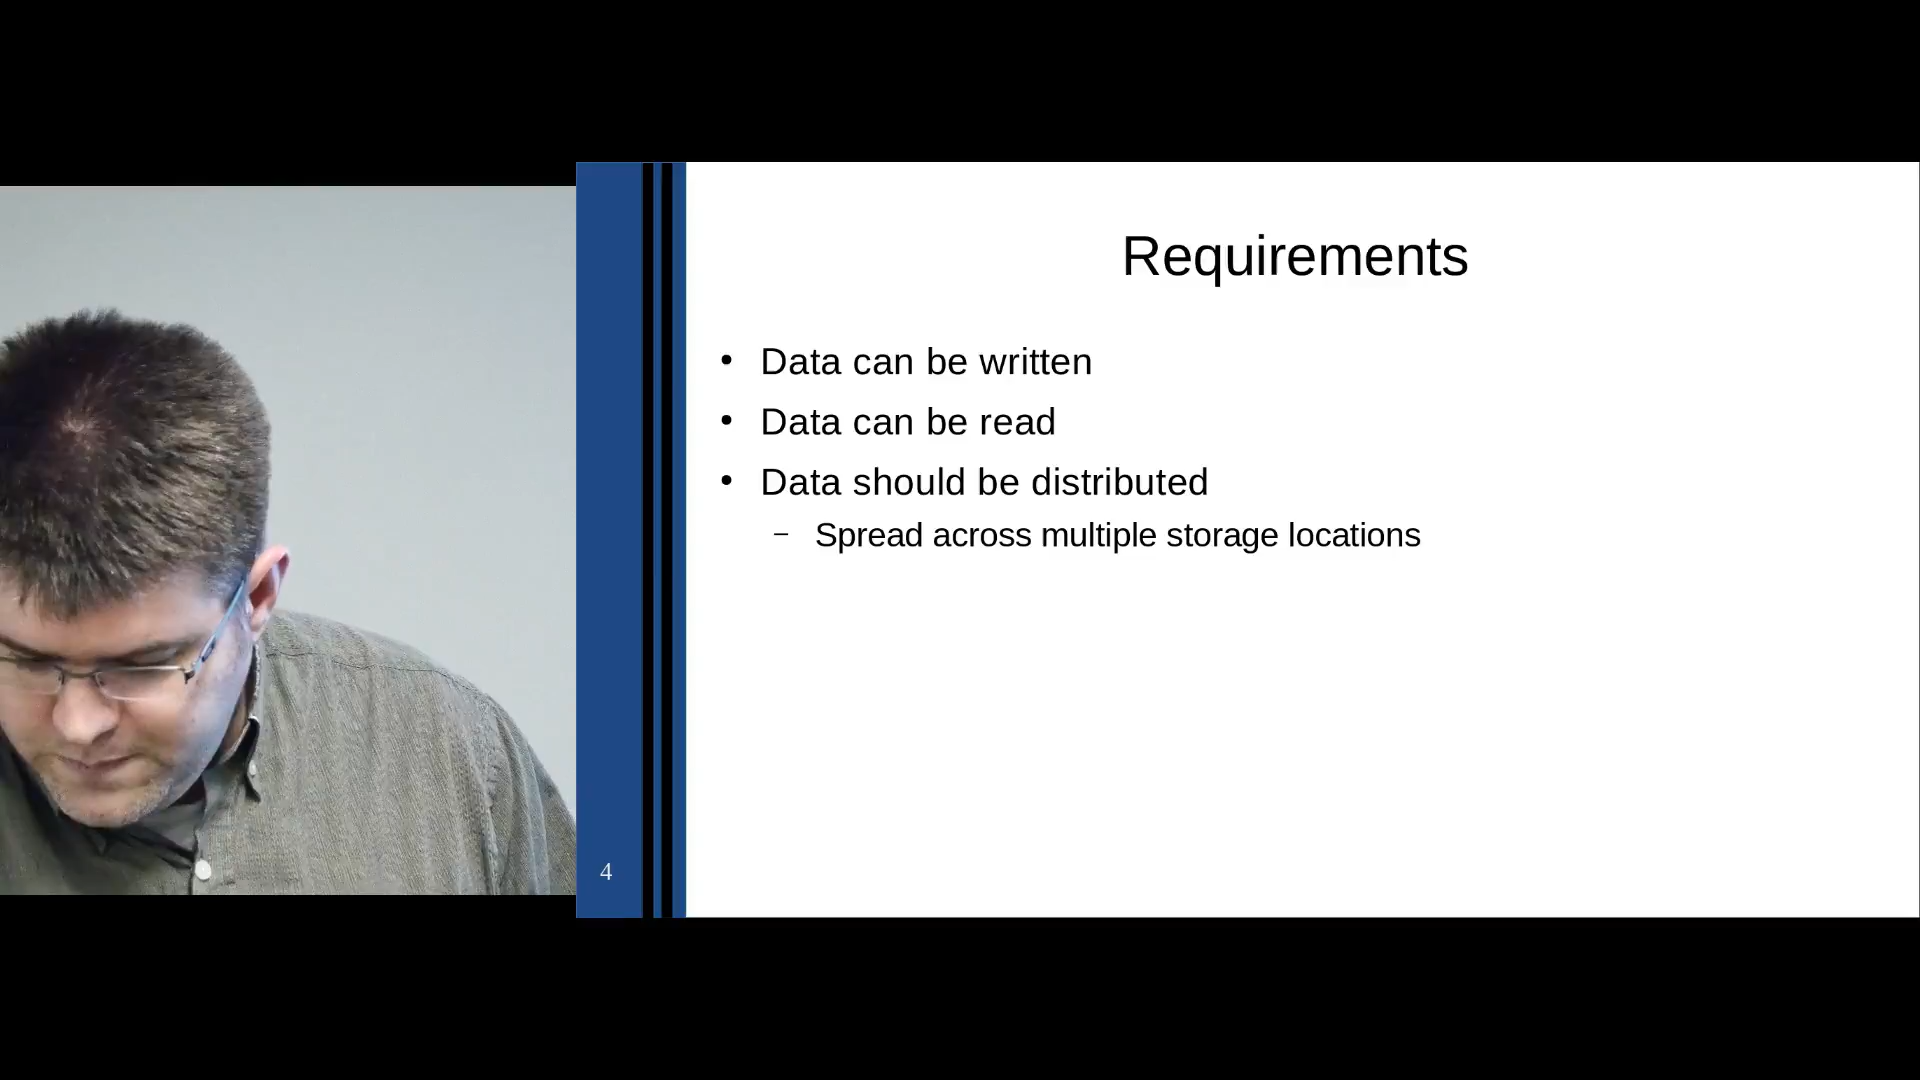 Requirements
• Data can be written
• Data can be read
• Data should be distributed
– Spread across multiple storage locations
4